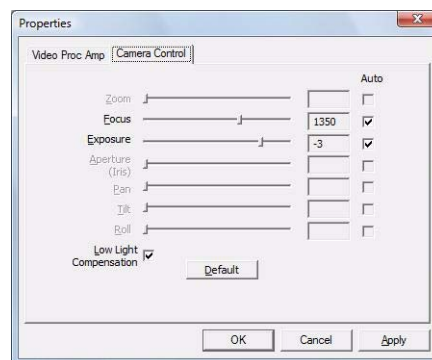 Properties
Video Proc Amp Camera Control
Auto
Zoom
Focus 1350
Exposure -3
Aperture
(Iris)
Pan
Tilt
Roll
Low Light
Compensation
Default
OK Cancel Apply